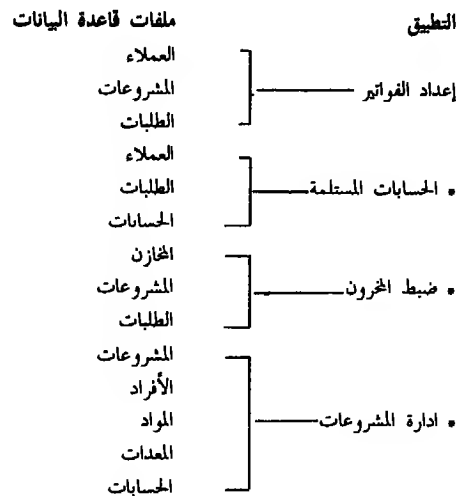 التطبيق ملفات قاعدة البيانات
العملاء
إعداد الفواتير المشروعات
الطلبات
العملاء
• الحسابات المستلمة الطلبات
الحسابات
المخازن
• ضبط المخزون المشروعات
الطلبات
المشروعات
الأفراد
• ادارة المشروعات المواد
المعدات
الحسابات